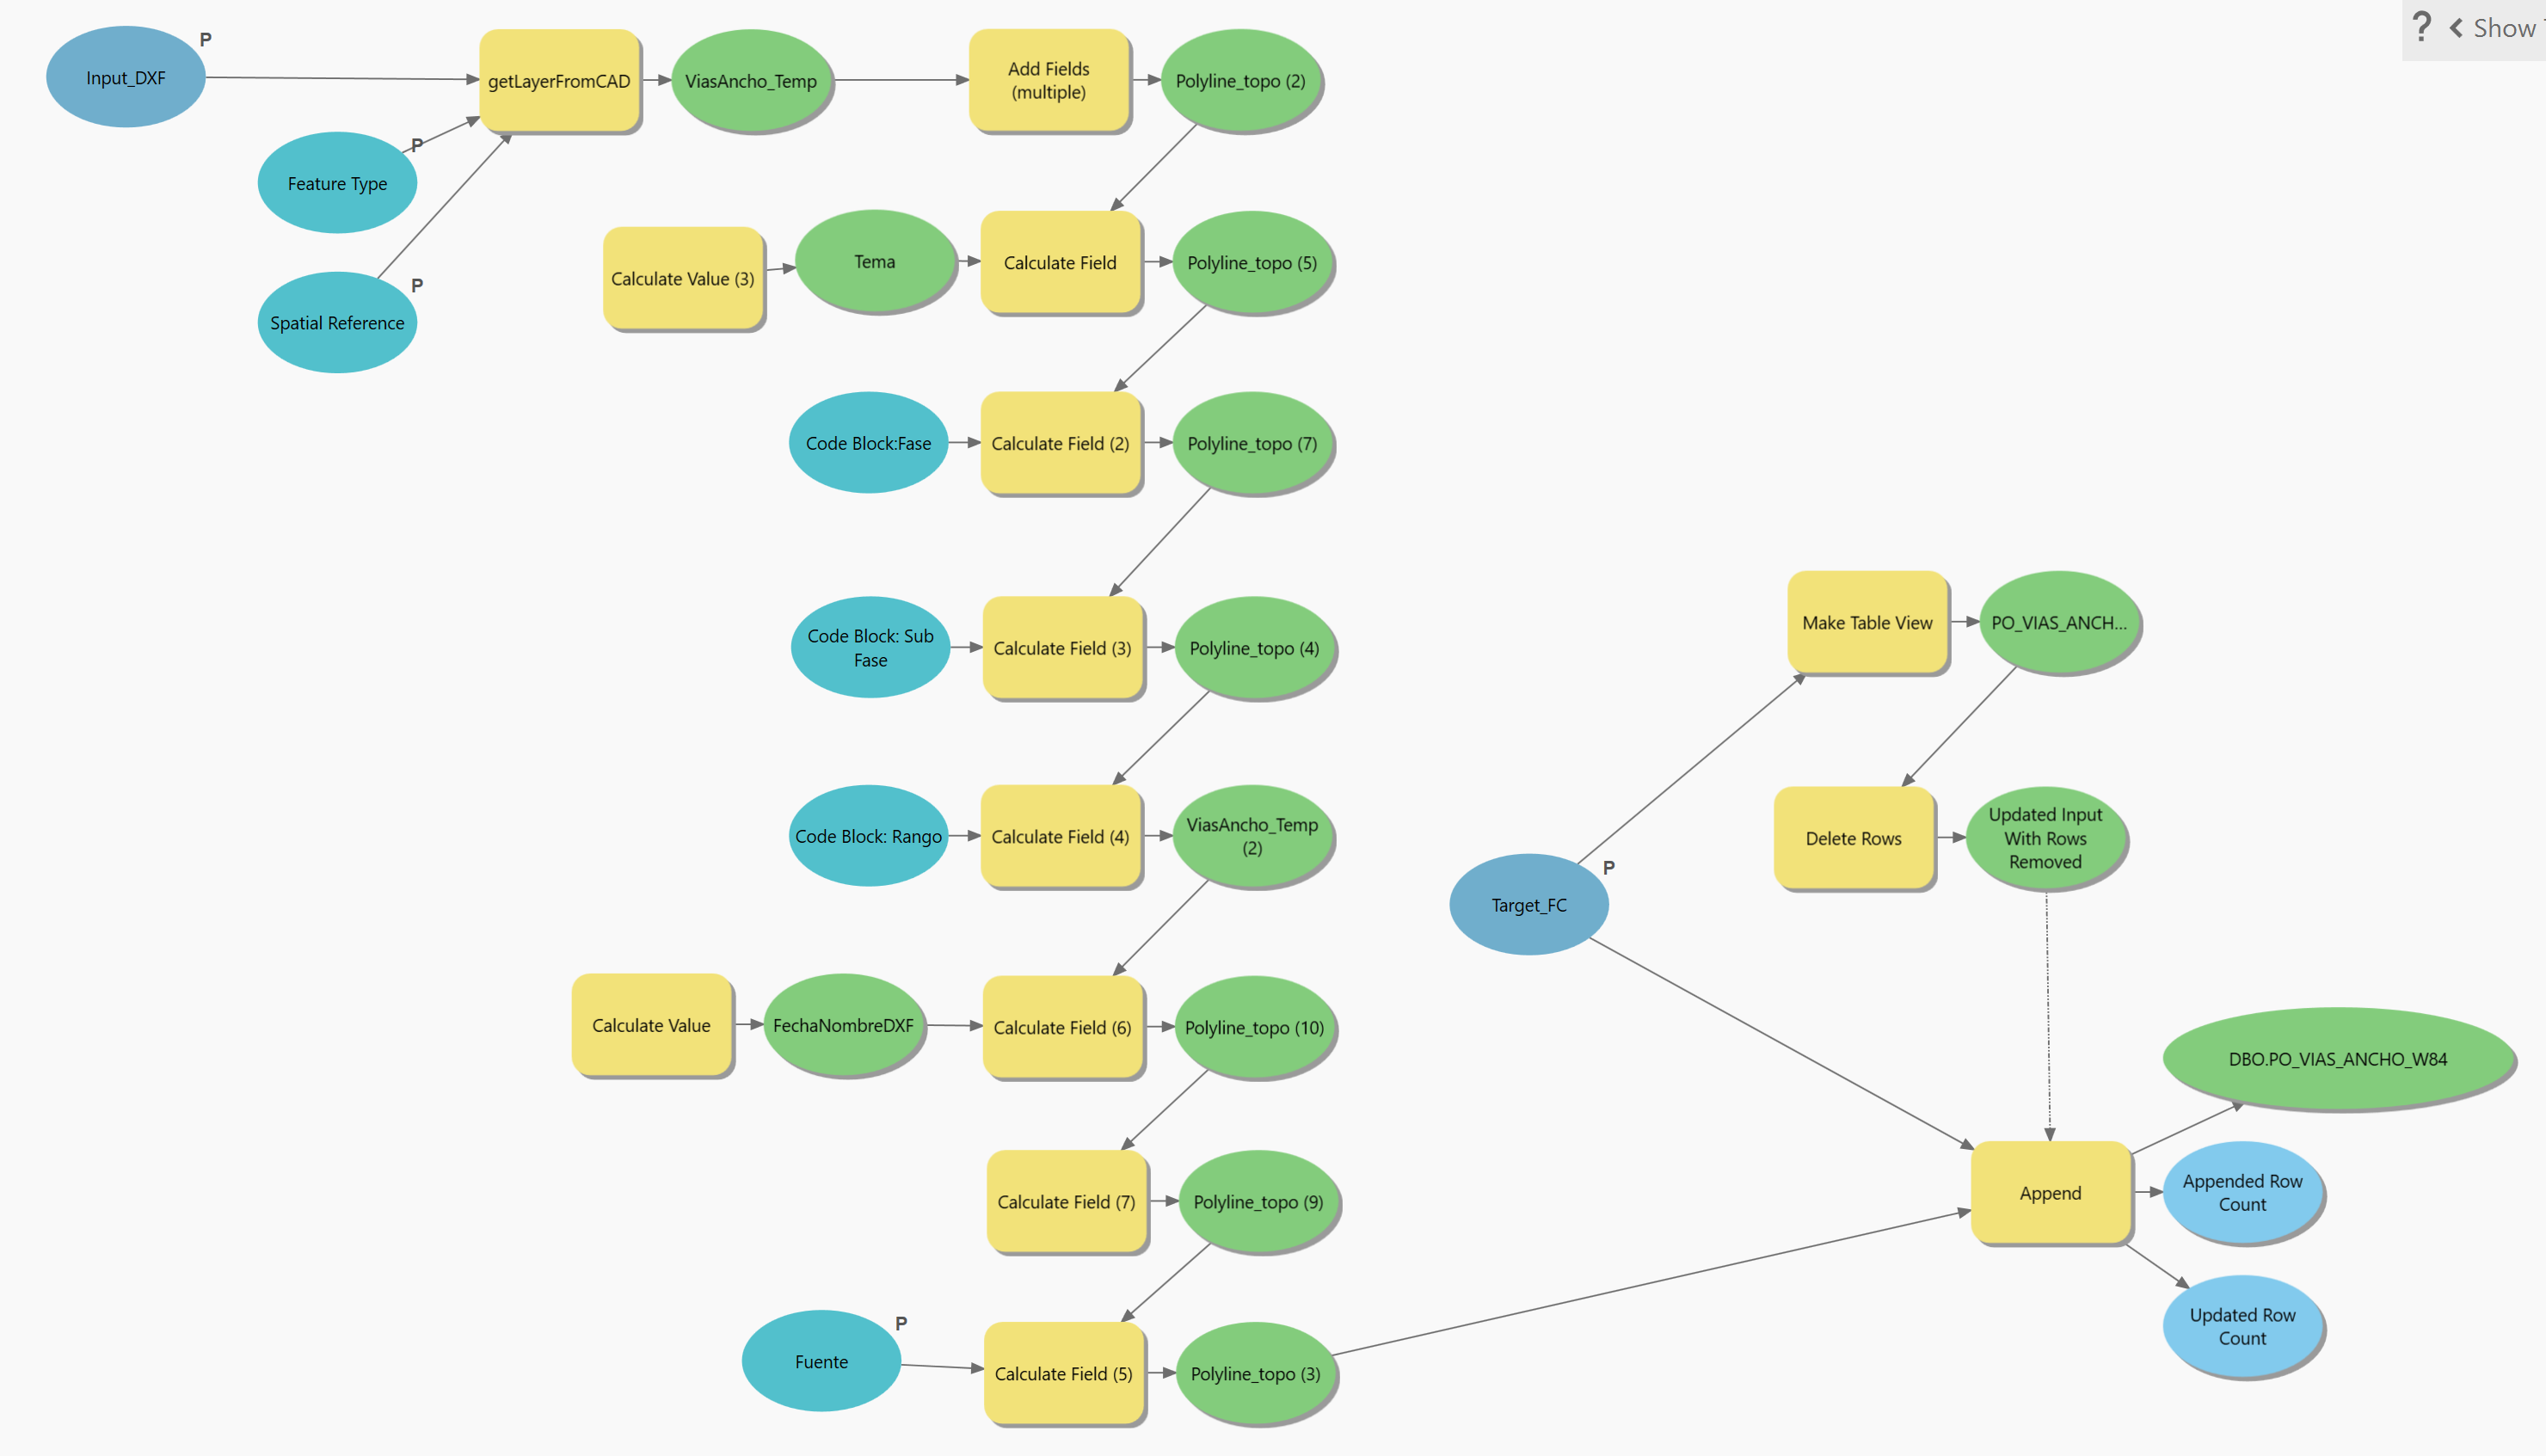 ? < Show
Input_DXF
P
getLayerFromCAD
ViasAncho_Temp
Add Fields
(multiple)
Polyline_topo (2)
P
Feature Type
P
Spatial Reference
Calculate Value (3)
Tema
Calculate Field
Polyline_topo (5)
Code Block:Fase
Calculate Field (2)
Polyline_topo (7)
Code Block: Sub
Fase
Calculate Field (3)
Polyline_topo (4)
Code Block: Rango
Calculate Field (4)
ViasAncho_Temp
(2)
Calculate Value
FechaNombreDXF
Calculate Field (6)
Polyline_topo (10)
Calculate Field (7)
Polyline_topo (9)
P
Fuente
Calculate Field (5)
Polyline_topo (3)
Make Table View
PO_VIAS_ANCH...
Delete Rows
Updated Input
With Rows
Removed
P
Target_FC
DBO.PO_VIAS_ANCHO_W84
Append
Appended Row
Count
Updated Row
Count